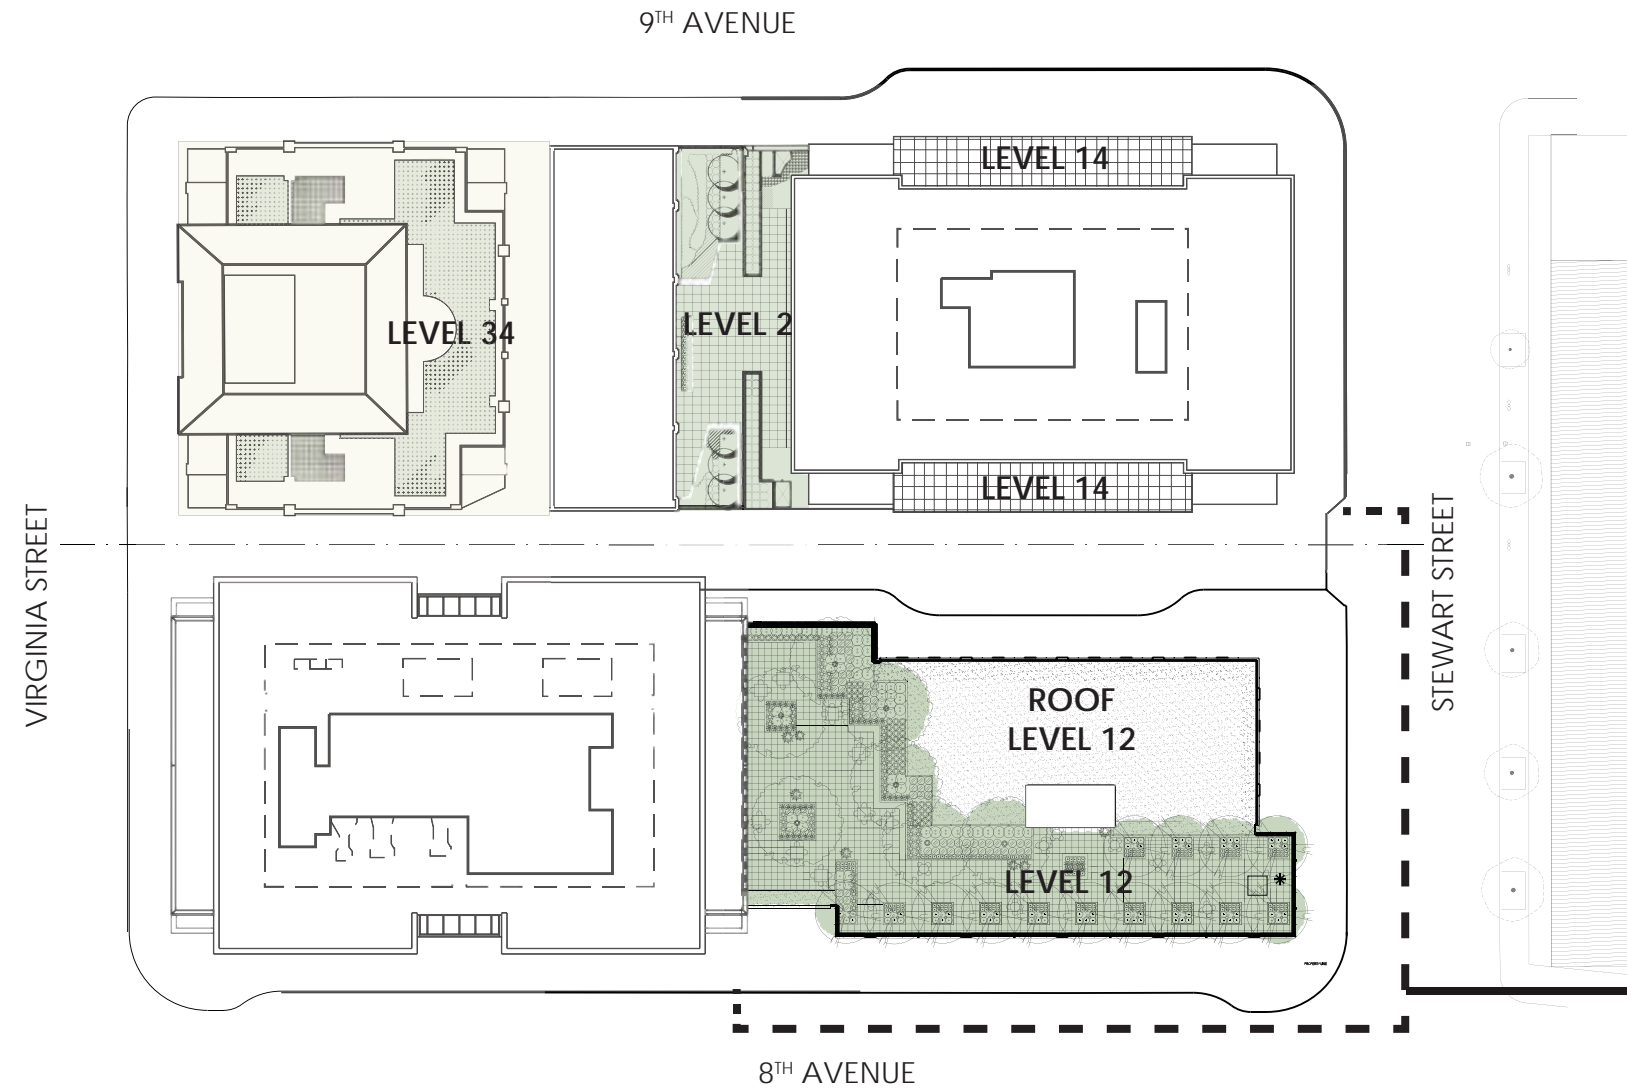 9TH AVENUE
LEVEL 14
LEVEL 34
LEVEL 2
LEVEL 14
VIRGINIA STREET
STEWART STREET
ROOF
LEVEL 12
LEVEL 12
8TH AVENUE